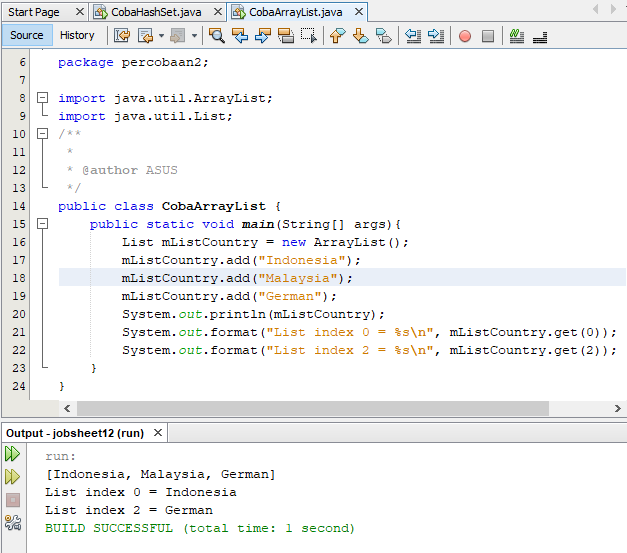 Start Page CobaHashSet.java CobaArrayList.java
Source History
6 package percobaan2;
7
8 import java.util.ArrayList;
9 import java.util.List;
10 /**
11  *
12  * @author ASUS
13  */
14 public class CobaArrayList {
15     public static void main(String[] args){
16         List mListCountry = new ArrayList();
17         mListCountry.add("Indonesia");
18         mListCountry.add("Malaysia");
19         mListCountry.add("German");
20         System.out.println(mListCountry);
21         System.out.format("List index 0 = %s\n", mListCountry.get(0));
22         System.out.format("List index 2 = %s\n", mListCountry.get(2));
23     }
24 }
Output - jobsheet12 (run)
run:
[Indonesia, Malaysia, German]
List index 0 = Indonesia
List index 2 = German
BUILD SUCCESSFUL (total time: 1 second)